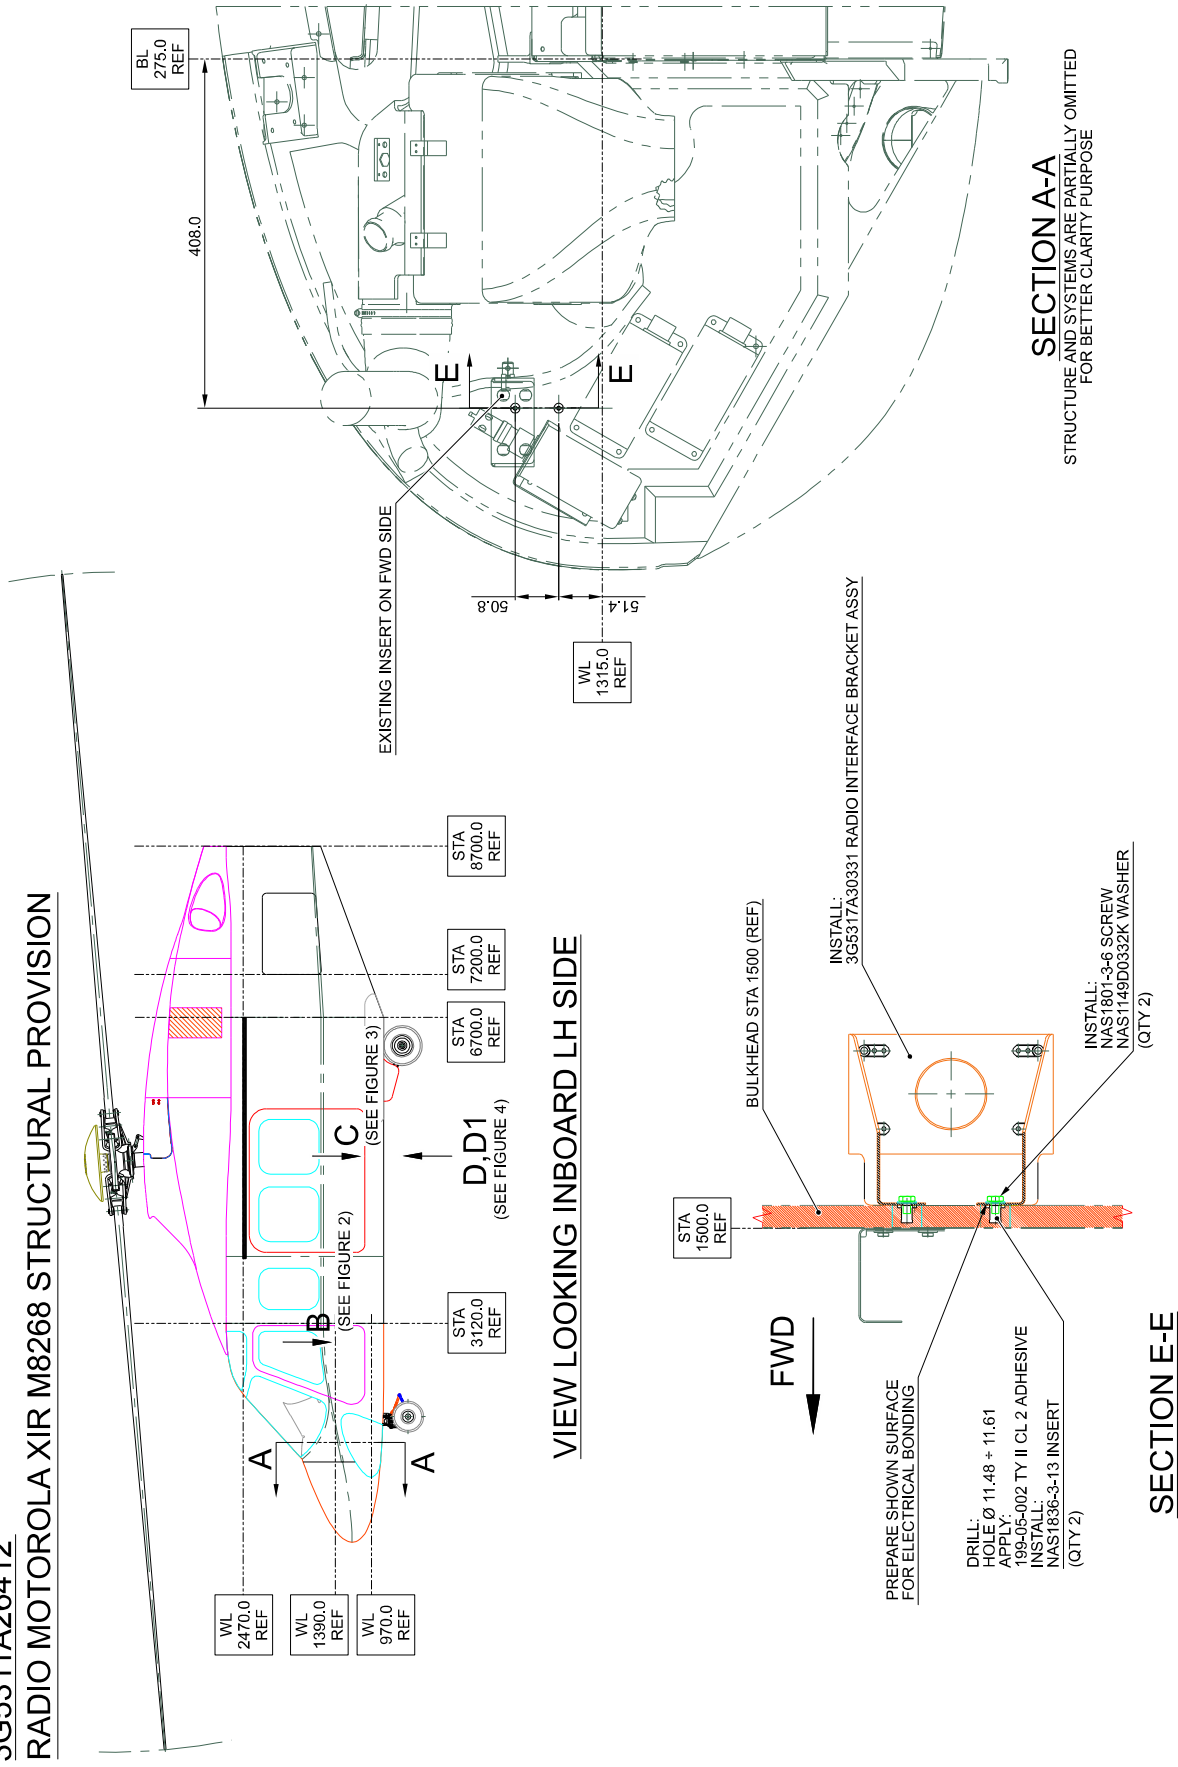 RADIO MOTOROLA XIR M8268 STRUCTURAL PROVISION
WL
2470.0
REF
WL
1390.0
REF
WL
970.0
REF
A
A
B
(SEE FIGURE 2)
C
(SEE FIGURE 3)
D,D1
(SEE FIGURE 4)
STA
3120.0
REF
STA
6700.0
REF
STA
7200.0
REF
STA
8700.0
REF
VIEW LOOKING INBOARD LH SIDE
BL
275.0
REF
408.0
EXISTING INSERT ON FWD SIDE
E
E
50.8
51.4
WL
1315.0
REF
SECTION A-A
STRUCTURE AND SYSTEMS ARE PARTIALLY OMITTED
FOR BETTER CLARITY PURPOSE
FWD
STA
1500.0
REF
BULKHEAD STA 1500 (REF)
INSTALL:
3G5317A30331 RADIO INTERFACE BRACKET ASSY
PREPARE SHOWN SURFACE
FOR ELECTRICAL BONDING
DRILL:
HOLE Ø 11.48 ÷ 11.61
APPLY:
199-05-002 TY II CL 2 ADHESIVE
INSTALL:
NAS1836-3-13 INSERT
(QTY 2)
INSTALL:
NAS1801-3-6 SCREW
NAS1149D0332K WASHER
(QTY 2)
SECTION E-E